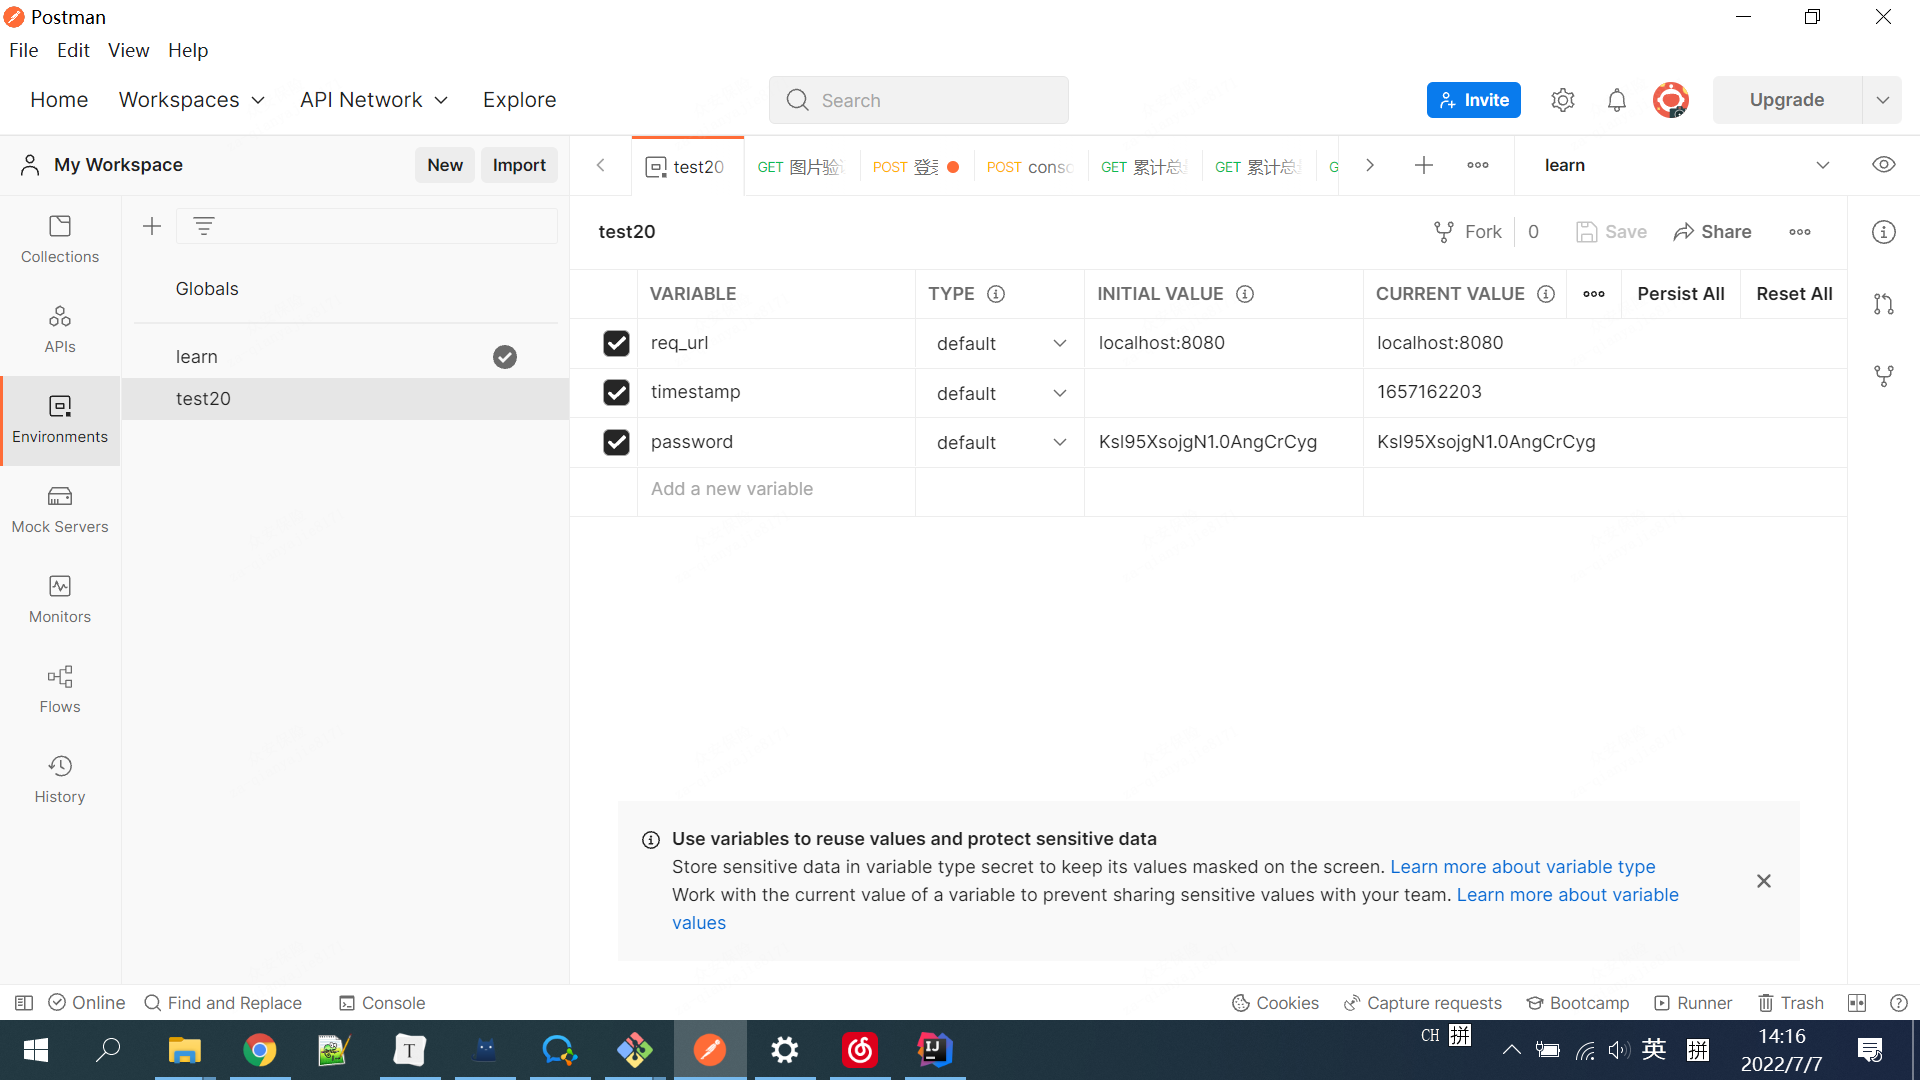 Postman
File Edit View Help
Home Workspaces API Network Explore Search Invite Upgrade
My Workspace New Import
test20 GET 图片验 POST 登录 POST conso GET 累计总 GET 累计总 G learn
Collections
APIs
Environments
Mock Servers
Monitors
Flows
History
Globals
learn
test20
test20 Fork 0 Save Share
VARIABLE TYPE INITIAL VALUE CURRENT VALUE Persist All Reset All
req_url default localhost:8080 localhost:8080
timestamp default 1657162203
password default Ksl95XsojgN1.0AngCrCyg Ksl95XsojgN1.0AngCrCyg
Add a new variable
Use variables to reuse values and protect sensitive data
Store sensitive data in variable type secret to keep its values masked on the screen. Learn more about variable type
Work with the current value of a variable to prevent sharing sensitive values with your team. Learn more about variable
values
Online Find and Replace Console Cookies Capture requests Bootcamp Runner Trash
T IJ CH 拼 英 拼
14:16
2022/7/7